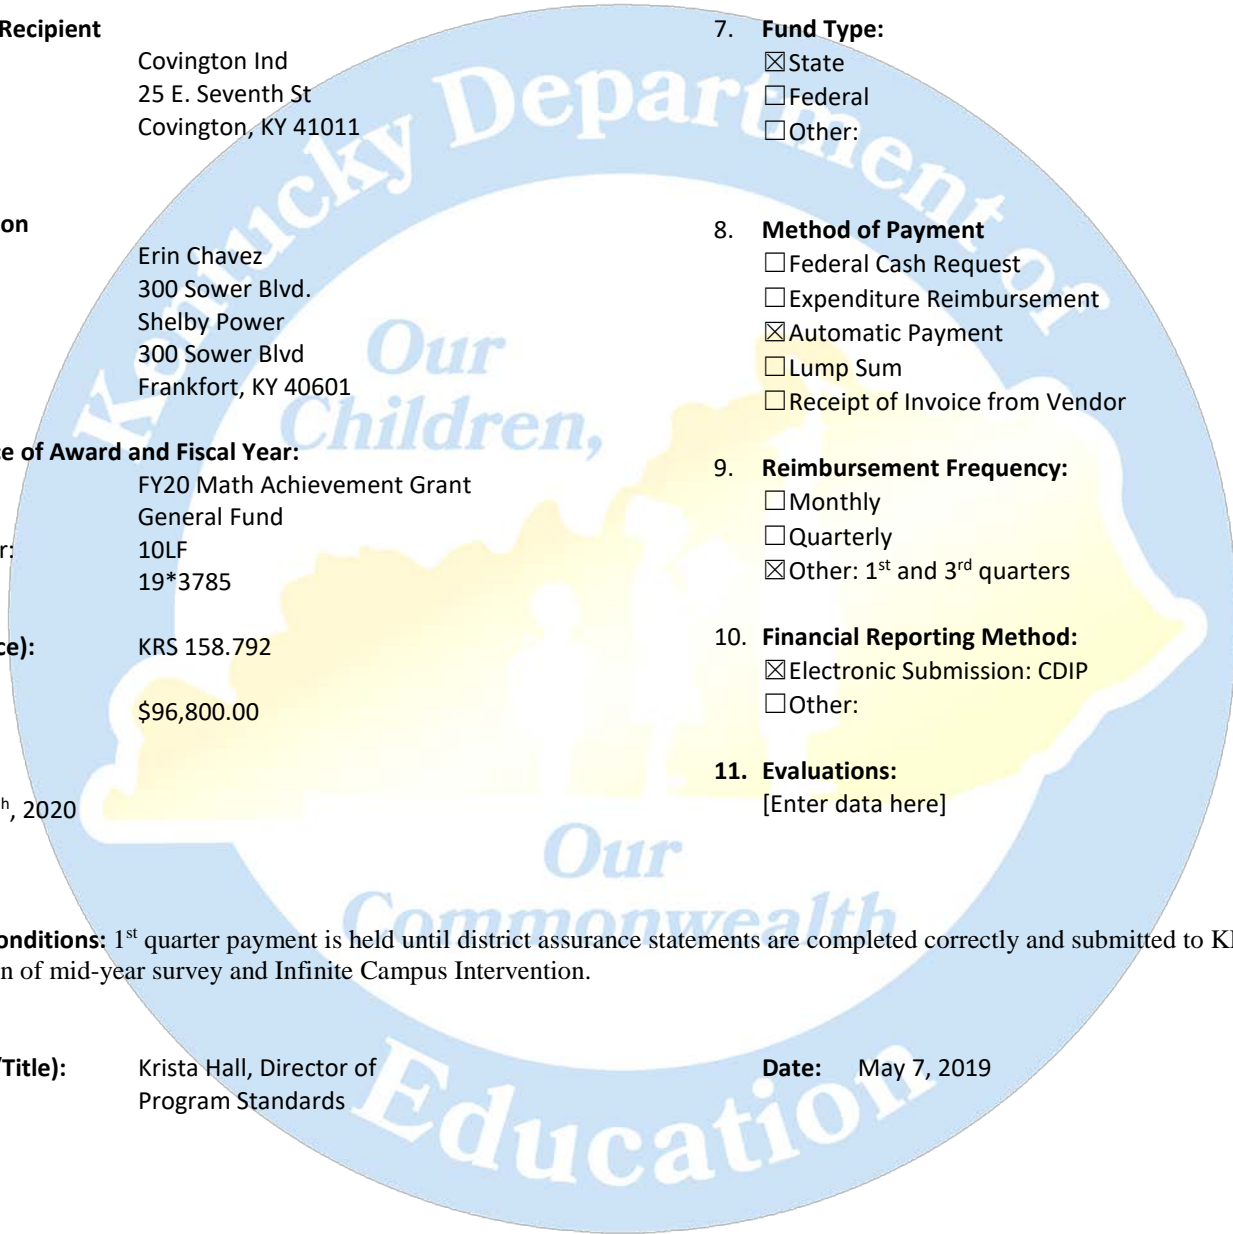 Recipient
Covington Ind
25 E. Seventh St
Covington, KY 41011
on
Erin Chavez
300 Sower Blvd.
Shelby Power
300 Sower Blvd
Frankfort, KY 40601
e of Award and Fiscal Year:
FY20 Math Achievement Grant
General Fund
r: 10LF
19*3785
ce): KRS 158.792
$96,800.00
h, 2020
7. Fund Type:
☒State
☐Federal
☐Other:
8. Method of Payment
☐Federal Cash Request
☐Expenditure Reimbursement
☒Automatic Payment
☐Lump Sum
☐Receipt of Invoice from Vendor
9. Reimbursement Frequency:
☐Monthly
☐Quarterly
☒Other: 1st and 3rd quarters
10. Financial Reporting Method:
☒Electronic Submission: CDIP
☐Other:
11. Evaluations:
[Enter data here]
onditions: 1st quarter payment is held until district assurance statements are completed correctly and submitted to K
n of mid-year survey and Infinite Campus Intervention.
/Title): Krista Hall, Director of
Program Standards
Date: May 7, 2019
Kentucky Department of
Education
Our
Children,
Our
Commonwealth